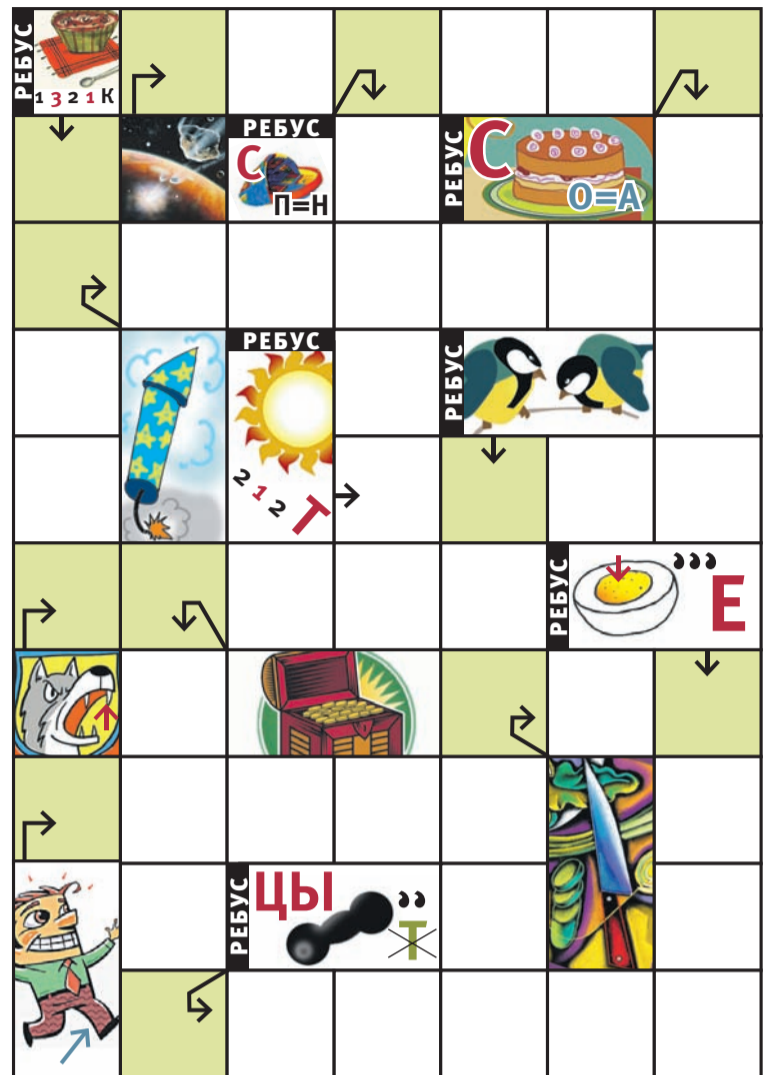 РЕБУС
1 3 2 1 К
РЕБУС
С
П=Н
РЕБУС
С
О=А
РЕБУС
2 1 2 Т
РЕБУС
РЕБУС
,,, Е
РЕБУС
ЦЫ ,,
Т